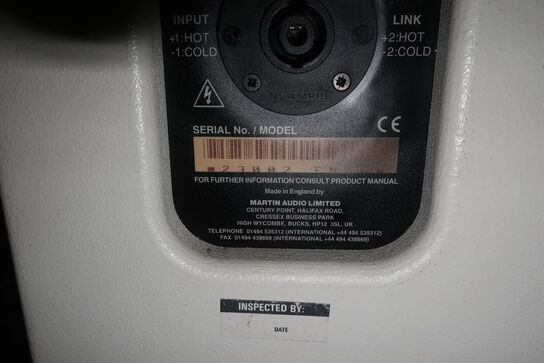 INPUT LINK
+1:HOT +2:HOT
-1:COLD -2:COLD
NL4MPR
SERIAL No. / MODEL
CE
*23002
FOR FURTHER INFORMATION CONSULT PRODUCT MANUAL
Made in England by
MARTIN AUDIO LIMITED
CENTURY POINT, HALIFAX ROAD,
CRESSEX BUSINESS PARK
HIGH WYCOMBE, BUCKS, HP12 3SL, UK
TELEPHONE 01494 535312 (INTERNATIONAL +44 494 535312)
FAX 01494 438669 (INTERNATIONAL +44 494 438669)
INSPECTED BY:
DATE